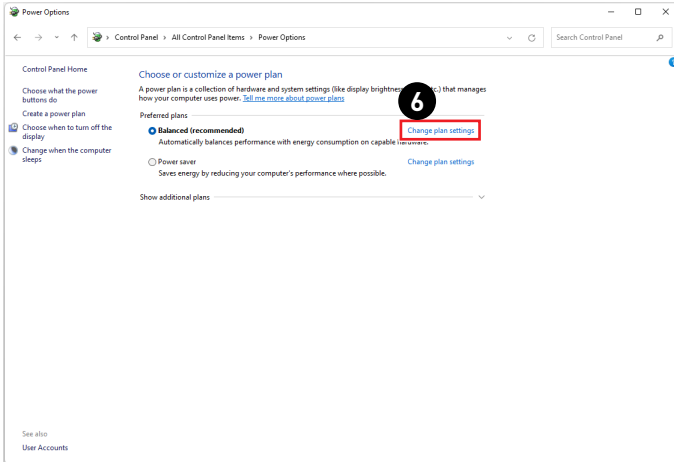 Power Options
Control Panel > All Control Panel Items > Power Options
Search Control Panel
Control Panel Home
Choose what the power
buttons do
Create a power plan
Choose when to turn off the
display
Change when the computer
sleeps
Choose or customize a power plan
A power plan is a collection of hardware and system settings (like display brightness, etc.) that manages
how your computer uses power. Tell me more about power plans
6
Preferred plans
Balanced (recommended)
Change plan settings
Automatically balances performance with energy consumption on capable hardware.
Power saver
Change plan settings
Saves energy by reducing your computer's performance where possible.
Show additional plans
See also
User Accounts